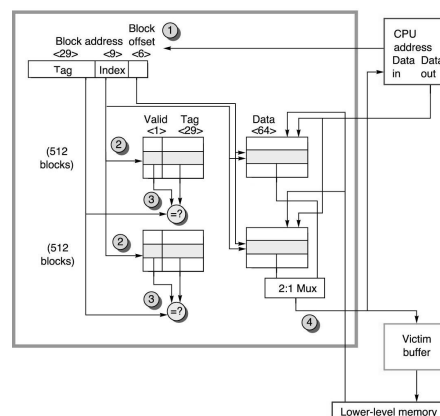 Block
Block address offset
<29> <9> <6>
Tag Index
1
CPU
address
Data Data
in out
Valid Tag
<1> <29>
Data
<64>
(512
blocks)
2
3
=?
(512
blocks)
2
3
=?
2:1 Mux
4
Victim
buffer
Lower-level memory